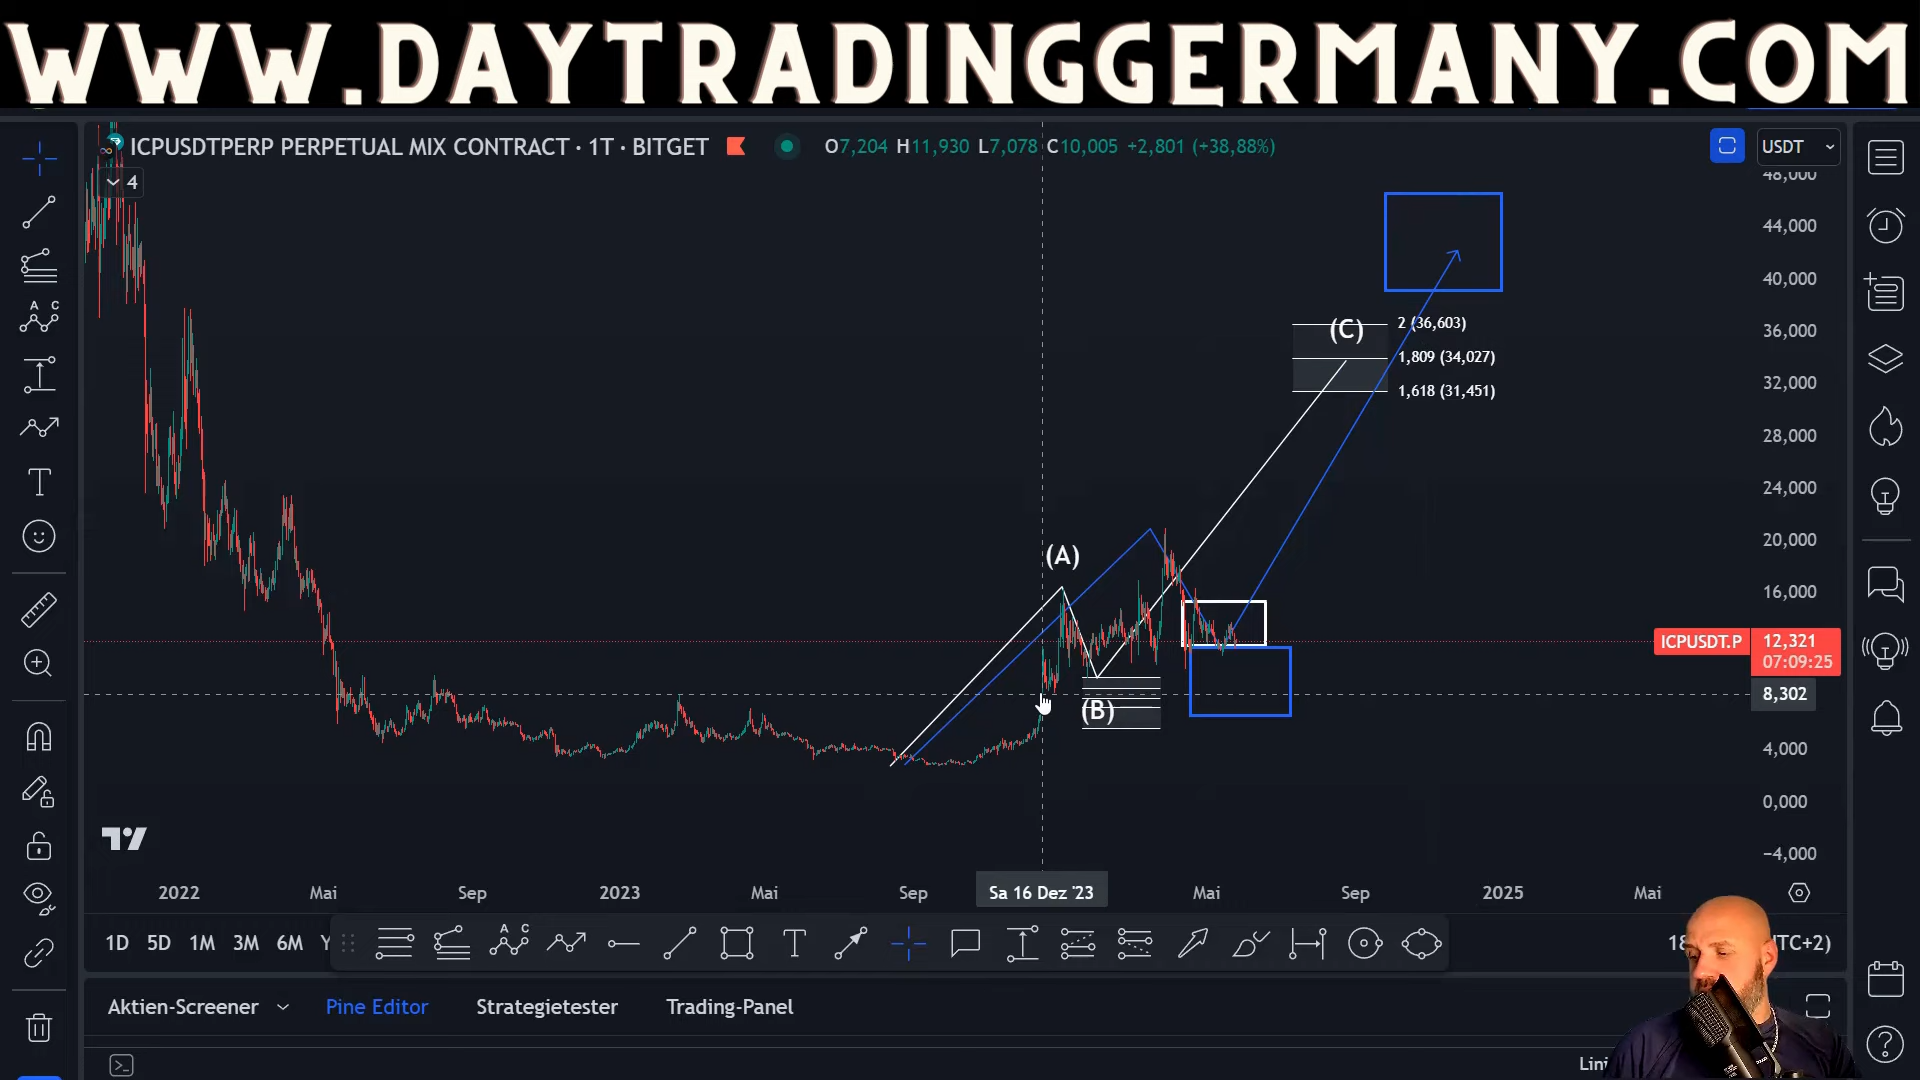 WWW.DAYTRADINGGERMANY.COM
ICPUSDTPERP PERPETUAL MIX CONTRACT · 1T · BITGET O7,204 H11,930 L7,078 C10,005 +2,801 (+38,88%) USDT
4
48,000
44,000
40,000
(C) 2 (36,603)
36,000
1,809 (34,027)
1,618 (31,451)
32,000
28,000
24,000
20,000
(A)
16,000
ICPUSDT.P 12,321
07:09:25
8,302
(B)
4,000
0,000
−4,000
2022 Mai Sep 2023 Mai Sep Sa 16 Dez '23 Mai Sep 2025 Mai
1D 5D 1M 3M 6M Y T 18 TC+2)
Aktien-Screener Pine Editor Strategietester Trading-Panel
Lini